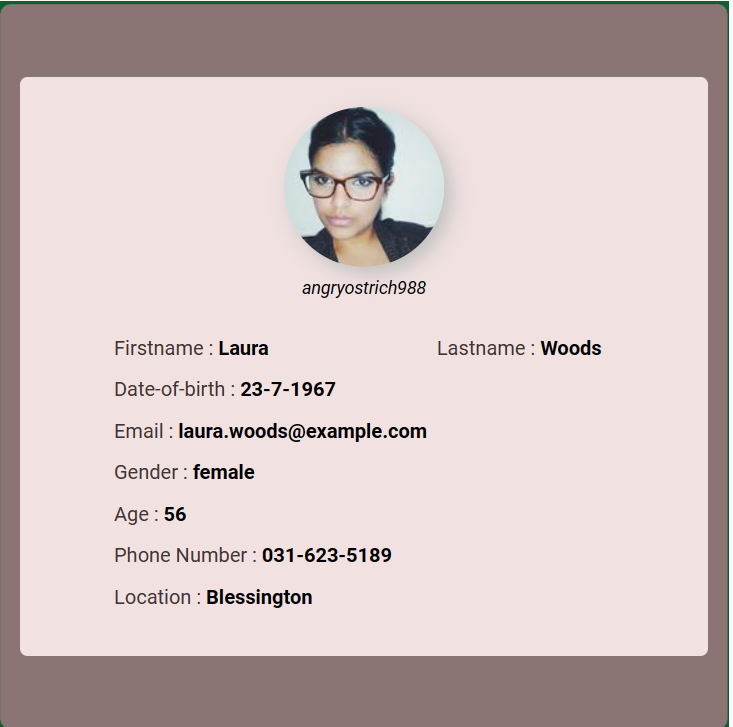 angryostrich988
Firstname : Laura Lastname : Woods
Date-of-birth : 23-7-1967
Email : laura.woods@example.com
Gender : female
Age : 56
Phone Number : 031-623-5189
Location : Blessington